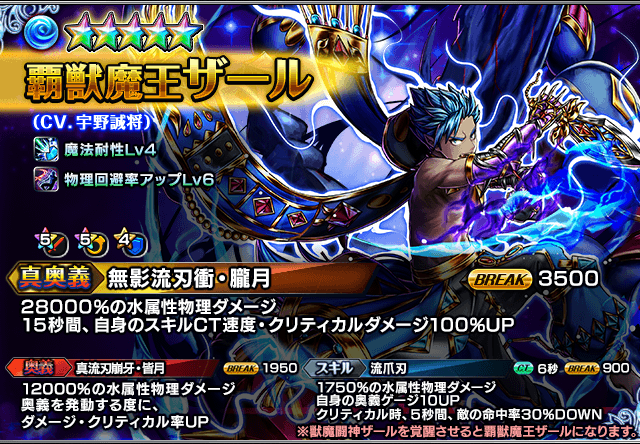 覇獣魔王ザール
(CV.宇野誠将)
魔法耐性Lv4
物理回避率アップLv6
5 5 4
真奥義 無影流刃衝・朧月 BREAK 3500
28000%の水属性物理ダメージ
15秒間、自身のスキルCT速度・クリティカルダメージ100%UP
奥義 真流刃崩牙・皆月 BREAK 1950
12000%の水属性物理ダメージ
奥義を発動する度に、
ダメージ・クリティカル率UP
スキル 流爪刃 CT 6秒 BREAK 900
1750%の水属性物理ダメージ
自身の奥義ゲージ10UP
クリティカル時、5秒間、敵の命中率30%DOWN
※獣魔闘神ザールを覚醒させると覇獣魔王ザールになります。